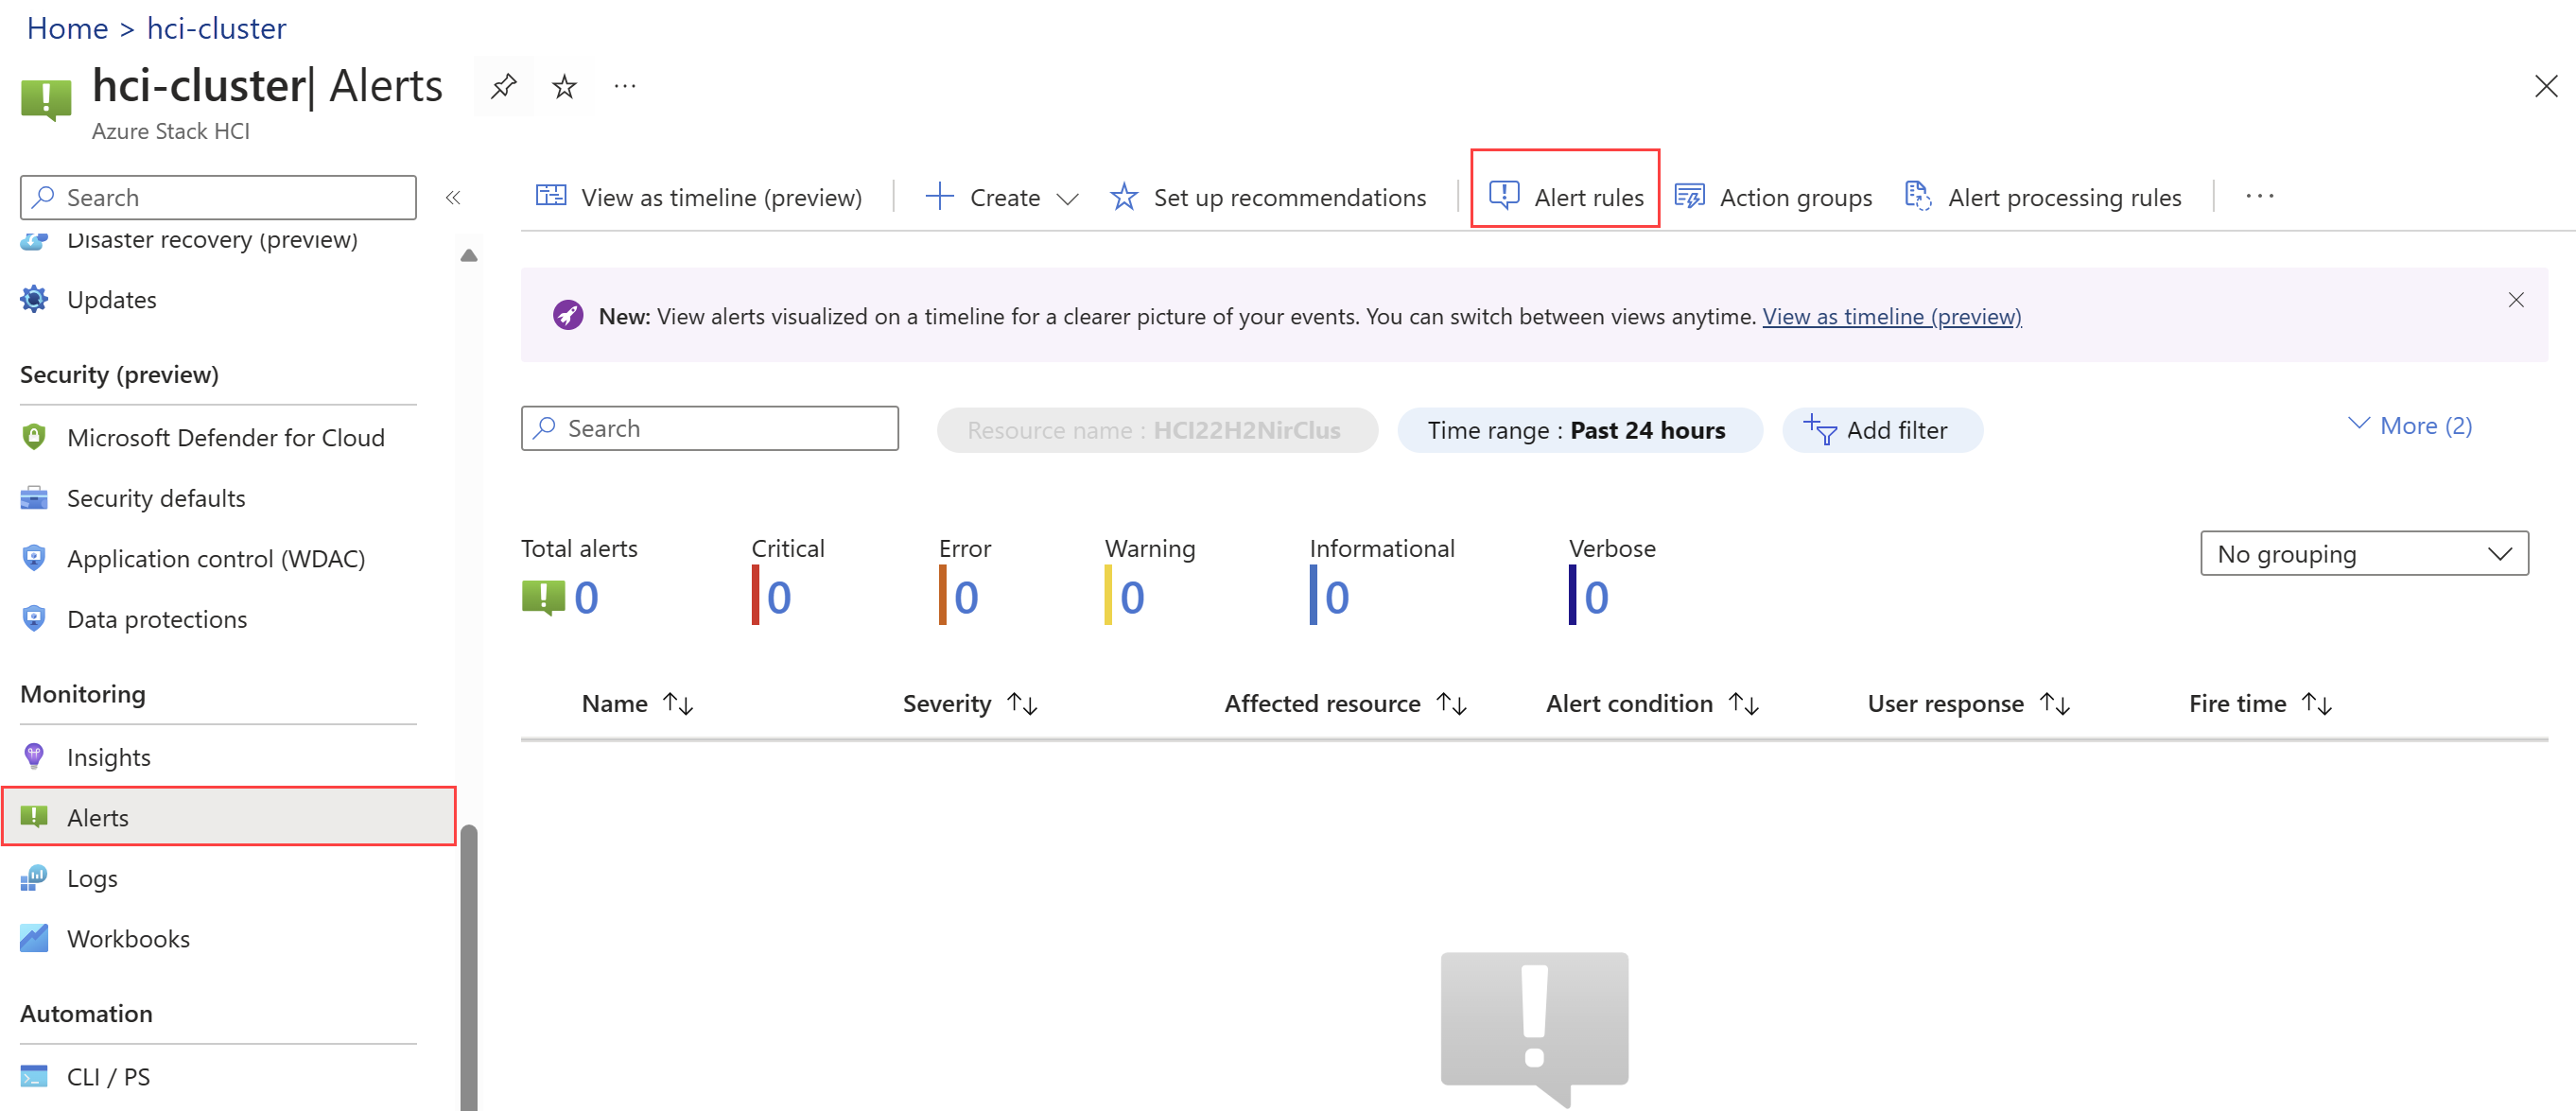 Home > hci-cluster
hci-cluster| Alerts
Azure Stack HCI
Search
Disaster recovery (preview)
Updates
Security (preview)
Microsoft Defender for Cloud
Security defaults
Application control (WDAC)
Data protections
Monitoring
Insights
Alerts
Logs
Workbooks
Automation
CLI / PS
View as timeline (preview) Create Set up recommendations Alert rules Action groups Alert processing rules
New: View alerts visualized on a timeline for a clearer picture of your events. You can switch between views anytime. View as timeline (preview)
Search Resource name : HCI22H2NirClus Time range : Past 24 hours Add filter More (2)
Total alerts Critical Error Warning Informational Verbose
0 0 0 0 0 0
No grouping
Name Severity Affected resource Alert condition User response Fire time